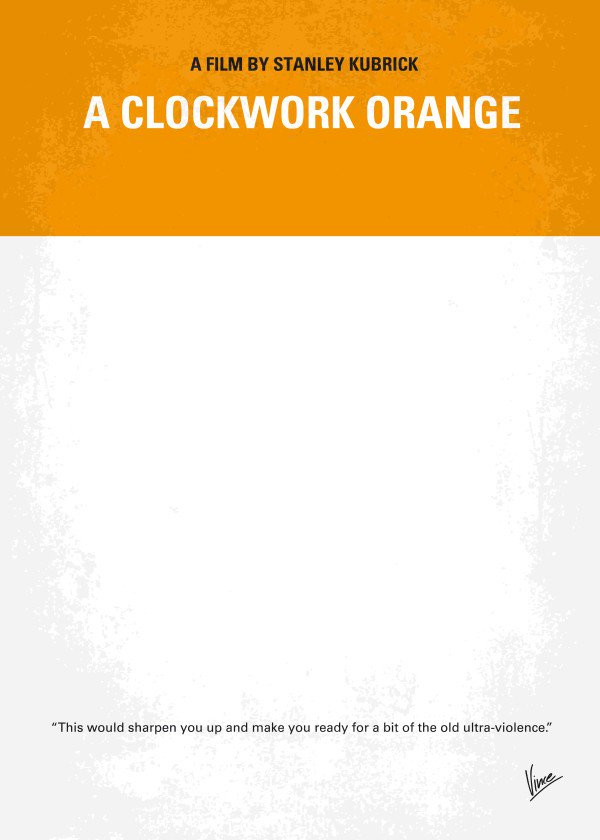 A FILM BY STANLEY KUBRICK
A CLOCKWORK ORANGE
“This would sharpen you up and make you ready for a bit of the old ultra-violence.”
Vince